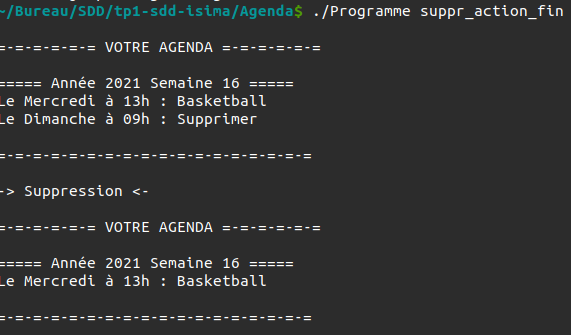 ~/Bureau/SDD/tp1-sdd-isima/Agenda$ ./Programme suppr_action_fin
=-=-=-=-=-= VOTRE AGENDA =-=-=-=-=-=
===== Année 2021 Semaine 16 =====
Le Mercredi à 13h : Basketball
Le Dimanche à 09h : Supprimer
=-=-=-=-=-=-=-=-=-=-=-=-=-=-=-=-=-=
-> Suppression <-
=-=-=-=-=-= VOTRE AGENDA =-=-=-=-=-=
===== Année 2021 Semaine 16 =====
Le Mercredi à 13h : Basketball
=-=-=-=-=-=-=-=-=-=-=-=-=-=-=-=-=-=